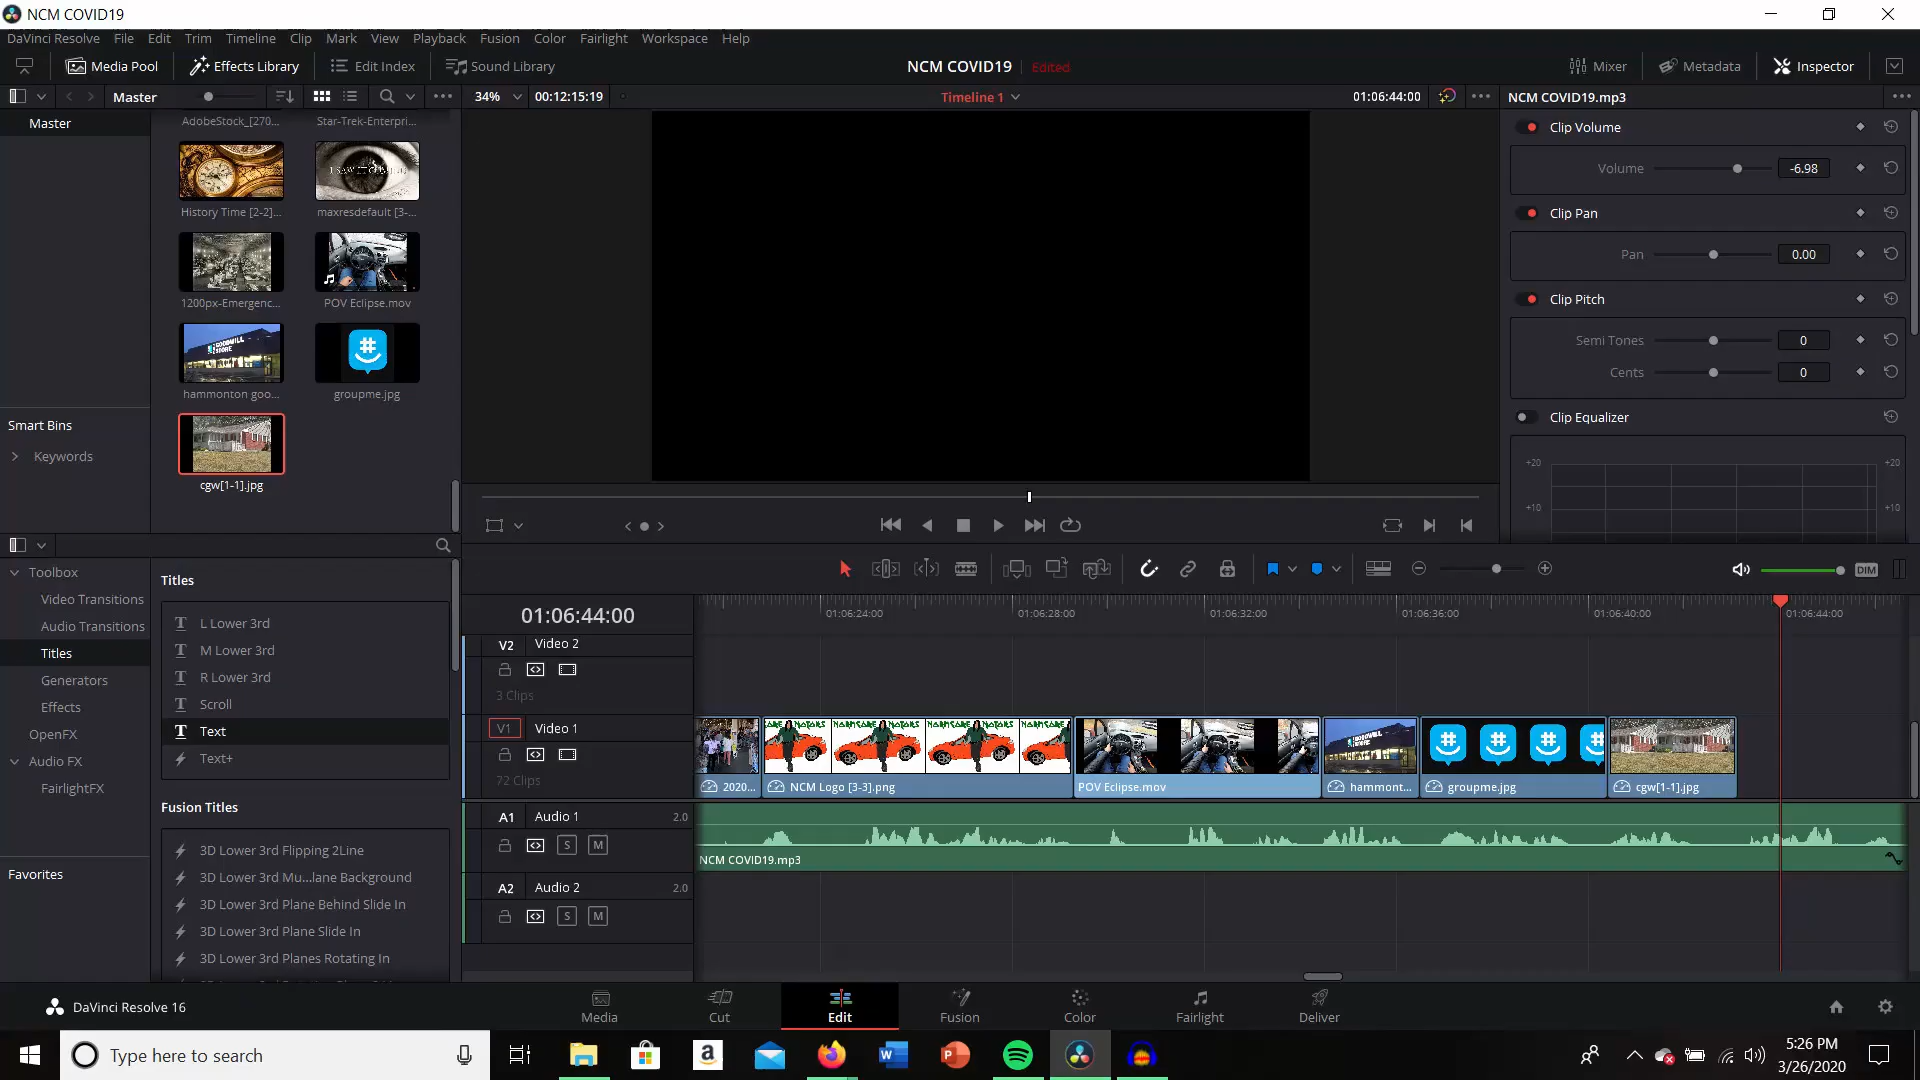 NCM COVID19
DaVinci Resolve File Edit Trim Timeline Clip Mark View Playback Fusion Color Fairlight Workspace Help
Media Pool Effects Library Edit Index Sound Library NCM COVID19 Edited Mixer Metadata Inspector
Master 34% 00:12:15:19 Timeline 1 01:06:44:00 NCM COVID19.mp3
Master
AdobeStock_[270... Star-Trek-Enterpri...
Clip Volume
Volume -6.98
I SAW IT COMING
History Time [2-2]... maxresdefault [3-...
Clip Pan
Pan 0.00
1200px-Emergenc... POV Eclipse.mov
Clip Pitch
Semi Tones 0
GOODWILL STORE
Cents 0
hammonton goo... groupme.jpg
Clip Equalizer
Smart Bins
Keywords
+20 +20
cgw[1-1].jpg
+10 +10
Toolbox
Video Transitions
Audio Transitions
Titles
Generators
Effects
OpenFX
Audio FX
FairlightFX
Favorites
Titles
L Lower 3rd
M Lower 3rd
R Lower 3rd
Scroll
Text
Text+
Fusion Titles
3D Lower 3rd Flipping 2Line
3D Lower 3rd Mu...lane Background
3D Lower 3rd Plane Behind Slide In
3D Lower 3rd Plane Slide In
3D Lower 3rd Planes Rotating In
DIM
01:06:44:00
01:06:24:00 01:06:28:00 01:06:32:00 01:06:36:00 01:06:40:00 01:06:44:00
V2 Video 2
3 Clips
V1 Video 1
72 Clips
2020... NCM Logo [3-3].png POV Eclipse.mov hammont... groupme.jpg cgw[1-1].jpg
A1 Audio 1 2.0
S M
NCM COVID19.mp3
A2 Audio 2 2.0
S M
DaVinci Resolve 16
Media Cut Edit Fusion Color Fairlight Deliver
Type here to search
5:26 PM
3/26/2020